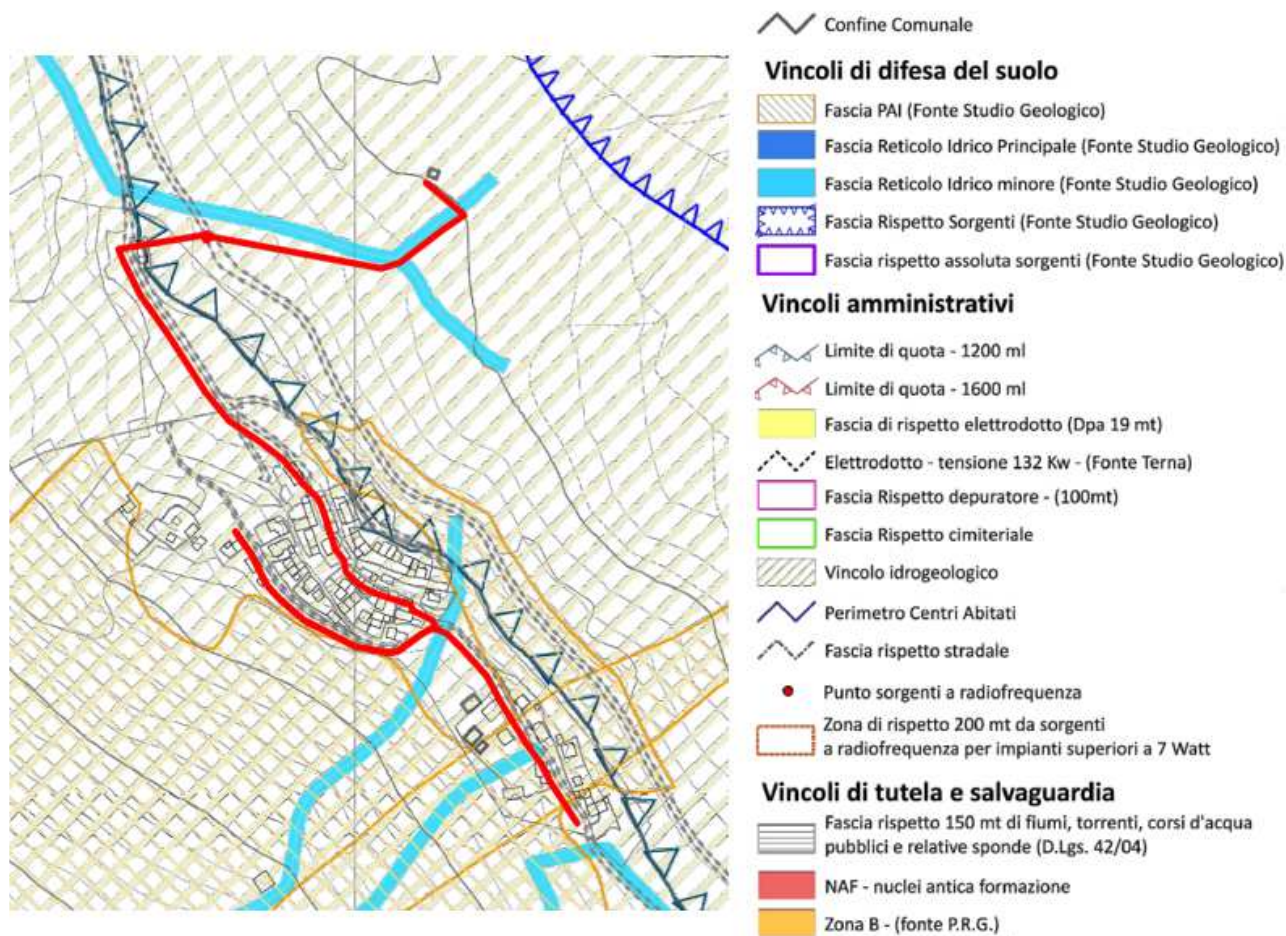 Confine Comunale
Vincoli di difesa del suolo
Fascia PAI (Fonte Studio Geologico)
Fascia Reticolo Idrico Principale (Fonte Studio Geologico)
Fascia Reticolo Idrico minore (Fonte Studio Geologico)
Fascia Rispetto Sorgenti (Fonte Studio Geologico)
Fascia rispetto assoluta sorgenti (Fonte Studio Geologico)
Vincoli amministrativi
Limite di quota - 1200 ml
Limite di quota - 1600 ml
Fascia di rispetto elettrodotto (Dpa 19 mt)
Elettrodotto - tensione 132 Kw - (Fonte Terna)
Fascia Rispetto depuratore - (100mt)
Fascia Rispetto cimiteriale
Vincolo idrogeologico
Perimetro Centri Abitati
Fascia rispetto stradale
Punto sorgenti a radiofrequenza
Zona di rispetto 200 mt da sorgenti
a radiofrequenza per impianti superiori a 7 Watt
Vincoli di tutela e salvaguardia
Fascia rispetto 150 mt di fiumi, torrenti, corsi d'acqua
pubblici e relative sponde (D.Lgs. 42/04)
NAF - nuclei antica formazione
Zona B - (fonte P.R.G.)